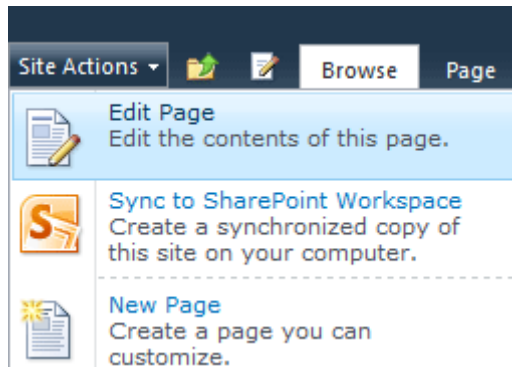 Site Actions Browse Page
Edit Page
Edit the contents of this page.
Sync to SharePoint Workspace
Create a synchronized copy of
this site on your computer.
New Page
Create a page you can
customize.